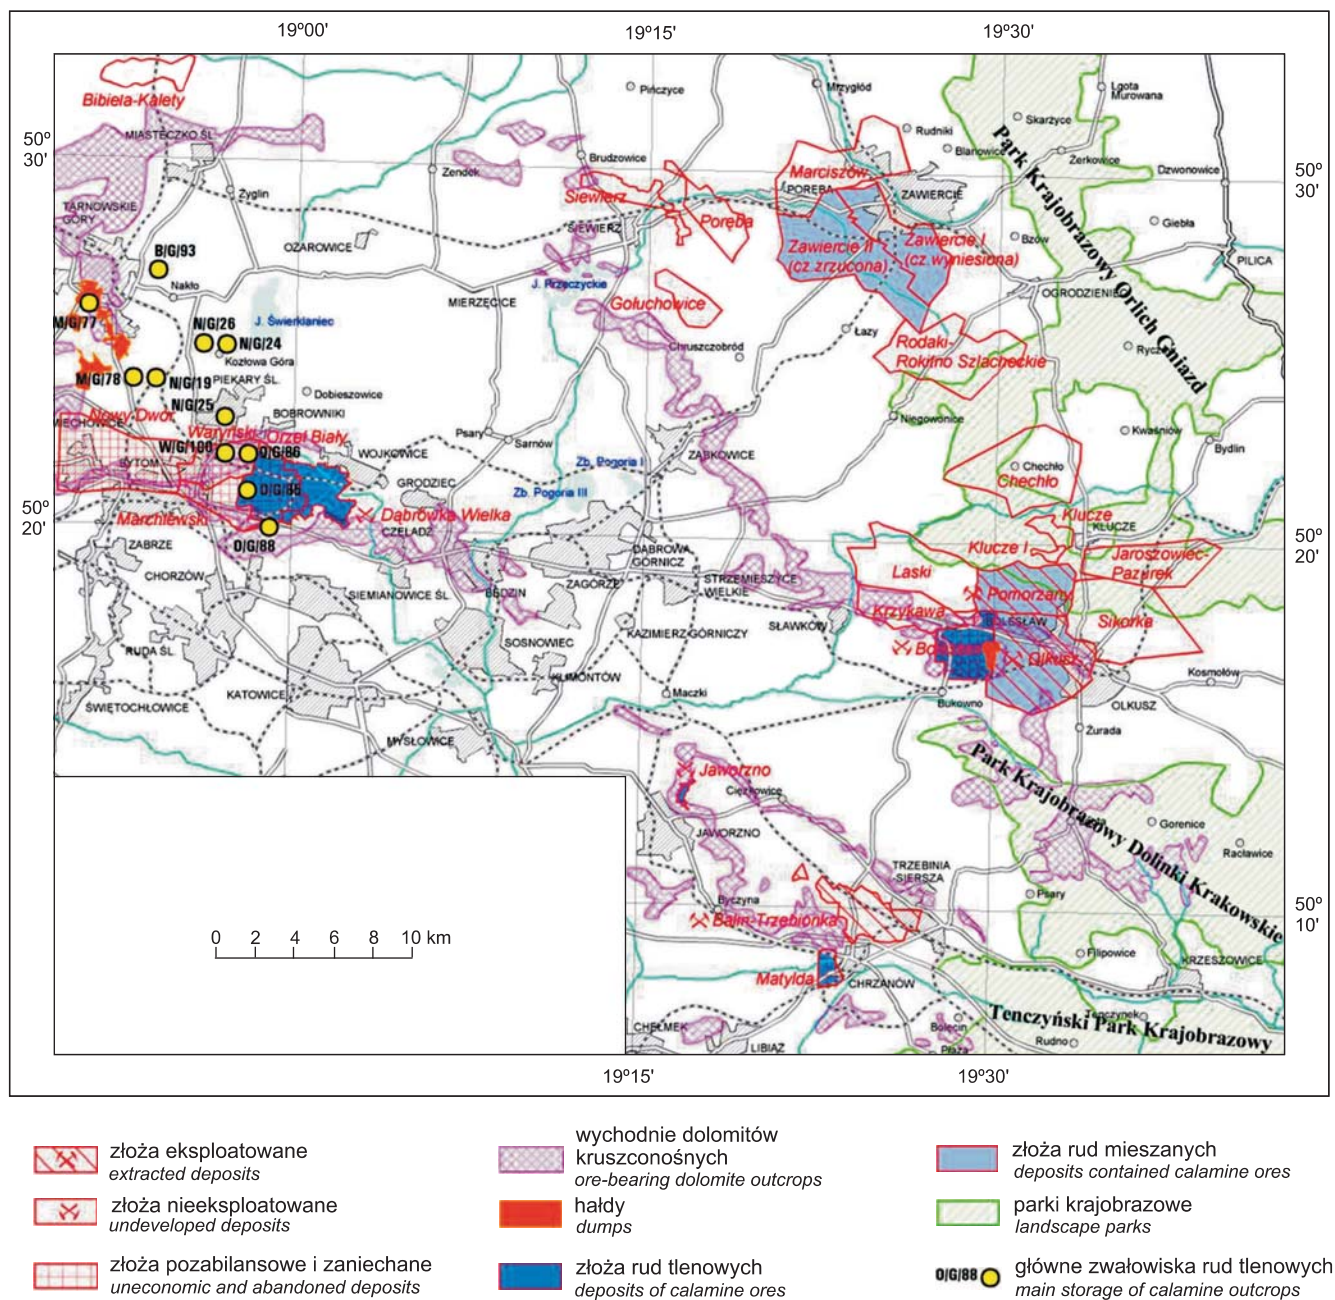 19º00'
19º15'
19º30'
50º
30'
50º
30'
Bibiela-Kalety
MIASTECZKO ŚL.
Pińczyce
Mrzygłód
Lgota
Murowana
Skarżyce
Rudniki
Blanowice
Żerkowice
Dzwonowice
Brudzowice
Żendek
Żyglin
Marciszów
PORĘBA
ZAWIERCIE
Siewierz
SIEWIERZ
Poręba
TARNOWSKIE
GÓRY
OŻAROWICE
B/G/93
Nakło
Zawiercie II
(cz zrzucona)
Zawiercie I
(cz wyniesiona)
Bzów
Giebła
PILICA
Park Krajobrazowy Orlich Gniazd
MIERZĘCICE
J. Przeczyckie
Gołuchowice
OGRODZIENIEC
M/G/77
N/G/26
N/G/24
J. Świerklaniec
Kozłowa Góra
Chruszczobród
Łazy
Rodaki-
Rokitno Szlacheckie
M/G/78
N/G/19
PIEKARY ŚL.
N/G/25
Dobieszowice
BOBROWNIKI
Niegowonice
Kwaśniów
Bydlin
Nowy Dwór
Waryński
Orzeł Biały
W/G/100
O/G/86
BYTOM
WOJKOWICE
Psary
Sarnów
ZĄBKOWICE
Zb. Pogoria I
Zb. Pogoria III
GRODZIEC
Chechło
Chechło
O/G/85
50º
20'
50º
20'
Marchlewski
Dąbrówka Wielka
CZELADŹ
O/G/88
ZABRZE
CHORZÓW
DĄBROWA
GÓRNICZ
Klucze
KLUCZE
Klucze I
Jaroszowiec-
Pazurek
Laski
Pomorzany
SIEMIANOWICE ŚL.
BĘDZIN
ZAGÓRZE
STRZEMIESZYCE
WIELKIE
Krzykawa
SŁAWKÓW
BOLESŁAW
Sikorka
RUDA ŚL.
SOSNOWIEC
KAZIMIERZ GÓRNICZY
Olkusz
KATOWICE
KLIMONTÓW
Maczki
Bukowno
Kosmolów
OLKUSZ
ŚWIĘTOCHŁOWICE
MYSŁOWICE
Żurada
Park Krajobrazowy Dolinki Krakowskie
Jaworzno
Ciężkowice
JAWORZNO
Gorenice
Racławice
TRZEBINIA
-SIERSZA
Psary
50º
10'
Byczyna
Balin-Trzebionka
Filipowice
KRZESZOWICE
Matylda
CHRZANÓW
Tenczyński Park Krajobrazowy
Tenczynek
CHEŁMEK
LIBIĄŻ
Bolęcin
Płaza
Rudno
0 2 4 6 8 10 km
19º15'
19º30'
złoża eksploatowane
extracted deposits
złoża nieeksploatowane
undeveloped deposits
złoża pozabilansowe i zaniechane
uneconomic and abandoned deposits
wychodnie dolomitów
kruszconośnych
ore-bearing dolomite outcrops
hałdy
dumps
złoża rud tlenowych
deposits of calamine ores
złoża rud mieszanych
deposits contained calamine ores
parki krajobrazowe
landscape parks
O/G/88
główne zwałowiska rud tlenowych
main storage of calamine outcrops